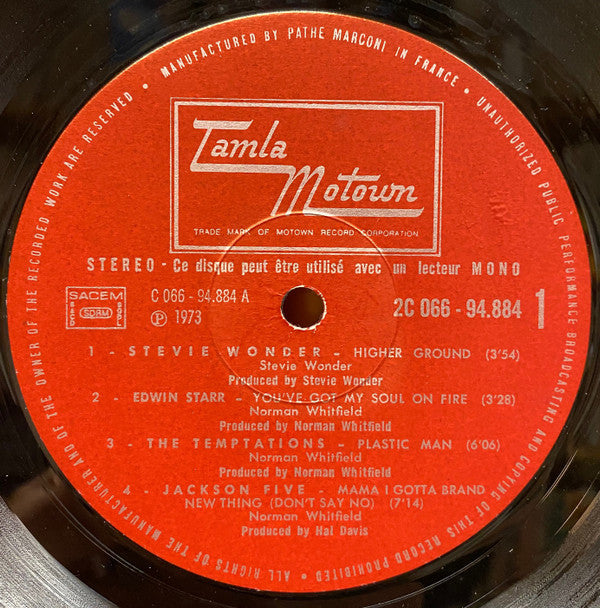 • MANUFACTURED BY PATHE MARCONI IN FRANCE • UNAUTHORIZED PUBLIC PERFORMANCE BROADCASTING AND COPYING OF THIS RECORD PROHIBITED • ALL RIGHTS OF THE MANUFACTURER AND OF THE OWNER OF THE RECORDED WORK ARE RESERVED
Tamla
Motown
TRADE MARK OF MOTOWN RECORD CORPORATION
STEREO - Ce disque peut être utilisé avec un lecteur MONO
SACEM
SDRM
C 066 - 94.884 A
Ⓟ 1973
2C 066 - 94.884 1
1 - STEVIE WONDER - HIGHER GROUND (3'54)
Stevie Wonder
Produced by Stevie Wonder
2 - EDWIN STARR - YOU'VE GOT MY SOUL ON FIRE (3'28)
Norman Whitfield
Produced by Norman Whitfield
3 - THE TEMPTATIONS - PLASTIC MAN (6'06)
Norman Whitfield
Produced by Norman Whitfield
4 - JACKSON FIVE - MAMA I GOTTA BRAND
NEW THING (DON'T SAY NO) (7'14)
Norman Whitfield
Produced by Hal Davis